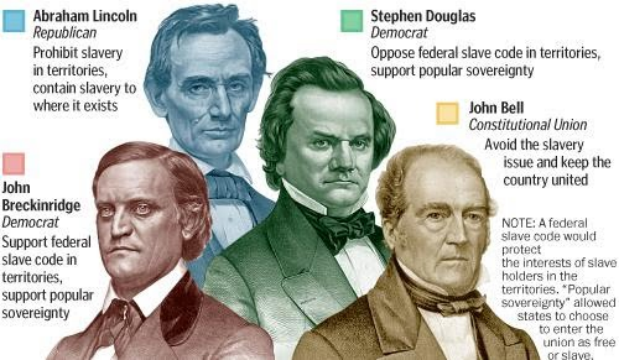 Abraham Lincoln
Republican
Prohibit slavery
in territories,
contain slavery to
where it exists
Stephen Douglas
Democrat
Oppose federal slave code in territories,
support popular sovereignty
John Bell
Constitutional Union
Avoid the slavery
issue and keep the
country united
John
Breckinridge
Democrat
Support federal
slave code in
territories,
support popular
sovereignty
NOTE: A federal
slave code would
protect
the interests of slave
holders in the
territories. "Popular
sovereignty" allowed
states to choose
to enter the
union as free
or slave.